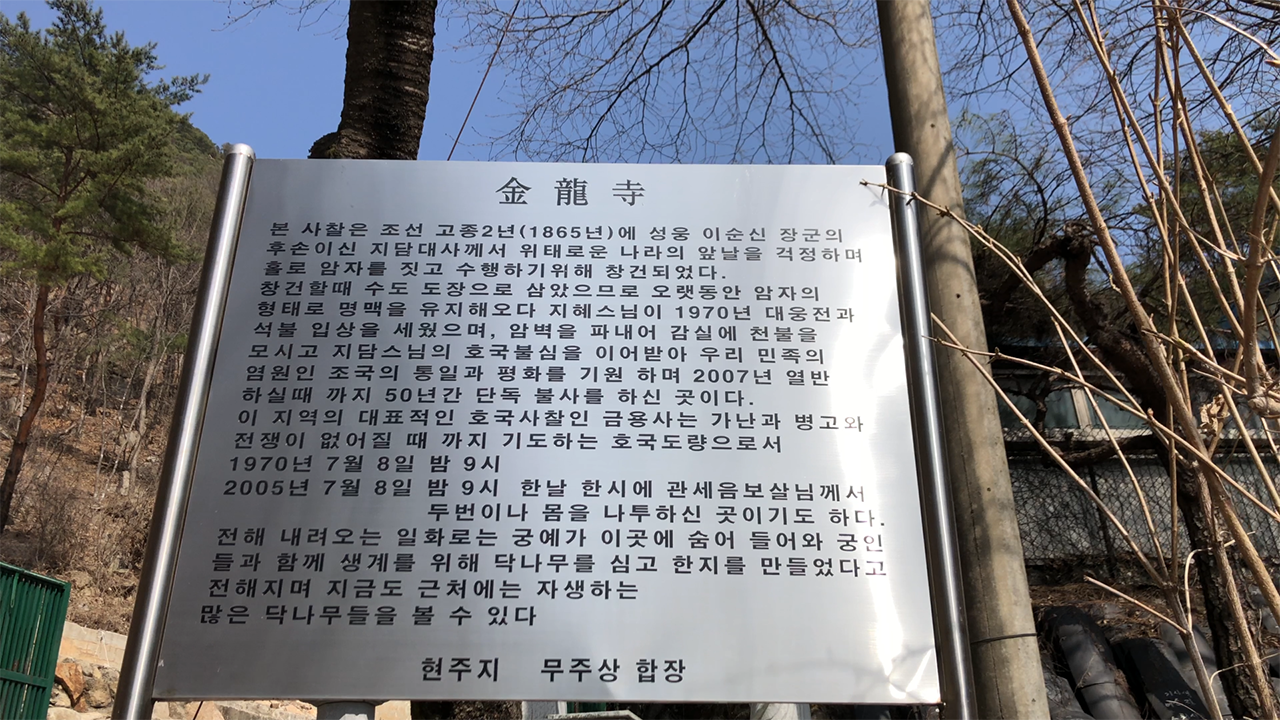 金龍寺
본 사찰은 조선 고종2년(1865년)에 성웅 이순신 장군의
후손이신 지담대사께서 위태로운 나라의 앞날을 걱정하며
홀로 암자를 짓고 수행하기위해 창건되었다.
창건할때 수도 도장으로 삼았으므로 오랫동안 암자의
형태로 명맥을 유지해오다 지혜스님이 1970년 대웅전과
석불 입상을 세웠으며, 암벽을 파내어 감실에 천불을
모시고 지담스님의 호국불심을 이어받아 우리 민족의
염원인 조국의 통일과 평화를 기원 하며 2007년 열반
하실때 까지 50년간 단독 불사를 하신 곳이다.
이 지역의 대표적인 호국사찰인 금용사는 가난과 병고와
전쟁이 없어질 때 까지 기도하는 호국도량으로서
1970년 7월 8일 밤 9시
2005년 7월 8일 밤 9시 한날 한시에 관세음보살님께서
두번이나 몸을 나투하신 곳이기도 하다.
전해 내려오는 일화로는 궁예가 이곳에 숨어 들어와 궁인
들과 함께 생계를 위해 닥나무를 심고 한지를 만들었다고
전해지며 지금도 근처에는 자생하는
많은 닥나무들을 볼 수 있다
현주지 무주상 합장